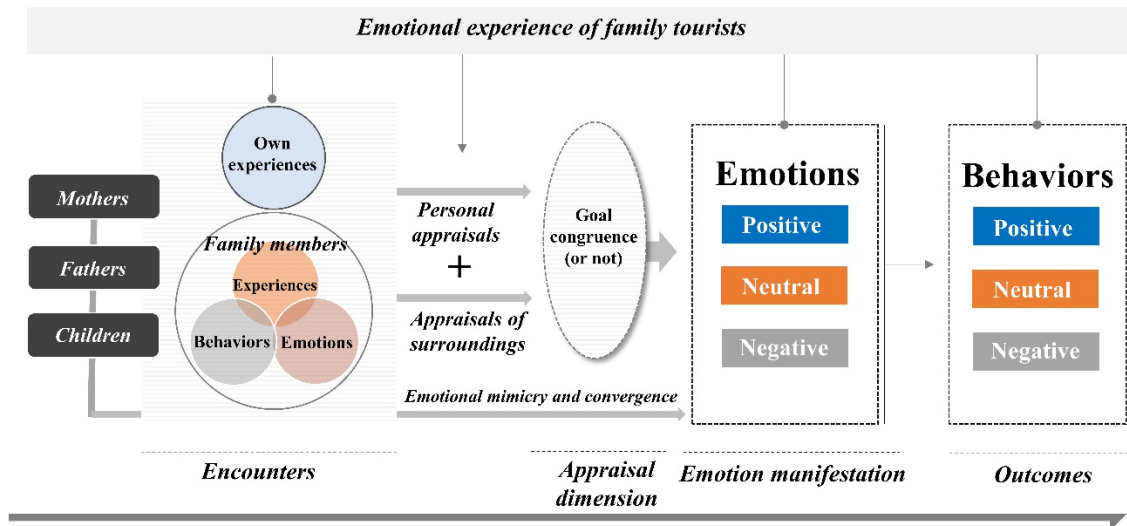 Emotional experience of family tourists
Own
experiences
Mothers
Fathers
Children
Family members
Experiences
Behaviors
Emotions
Personal
appraisals
+
Appraisals of
surroundings
Emotional mimicry and convergence
Goal
congruence
(or not)
Emotions
Positive
Neutral
Negative
Behaviors
Positive
Neutral
Negative
Encounters
Appraisal
dimension
Emotion manifestation
Outcomes